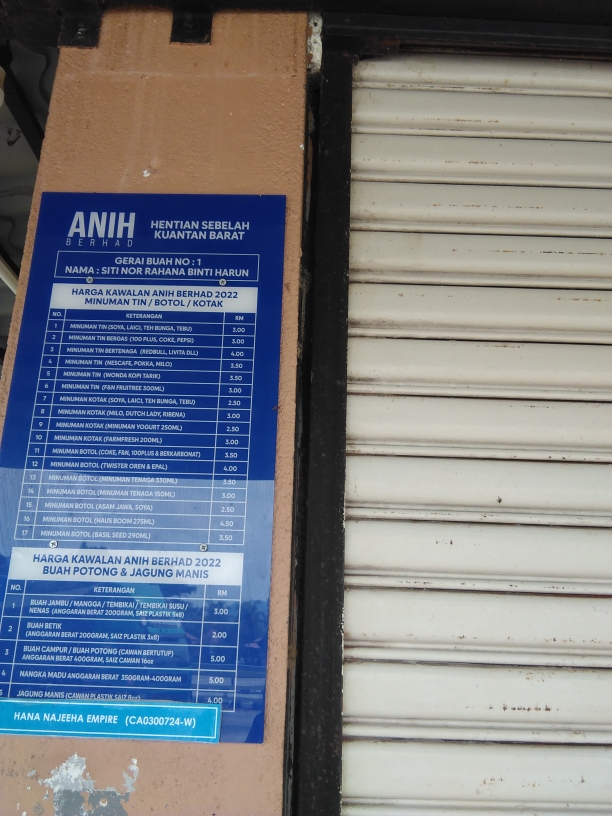 ANIH
BERHAD
HENTIAN SEBELAH
KUANTAN BARAT
GERAI BUAH NO : 1
NAMA : SITI NOR RAHANA BINTI HARUN
HARGA KAWALAN ANIH BERHAD 2022
MINUMAN TIN / BOTOL / KOTAK
NO. KETERANGAN RM
1 MINUMAN TIN (SOYA, LAICI, TEH BUNGA, TEBU) 3.00
2 MINUMAN TIN BERGAS (100 PLUS, COKE, PEPSI) 3.00
3 MINUMAN TIN BERTENAGA (REDBULL, LIVITA DLL) 4.00
4 MINUMAN TIN (NESCAFE, POKKA, MILO) 3.50
5 MINUMAN TIN (WONDA KOPI TARIK) 3.50
6 MINUMAN TIN (F&N FRUITREE 300ML) 3.00
7 MINUMAN KOTAK (SOYA, LAICI, TEH BUNGA, TEBU) 2.50
8 MINUMAN KOTAK (MILO, DUTCH LADY, RIBENA) 3.00
9 MINUMAN KOTAK (MINUMAN YOGURT 250ML) 2.50
10 MINUMAN KOTAK (FARMFRESH 200ML) 3.00
11 MINUMAN BOTOL (COKE, F&N, 100PLUS & BERKARBONAT) 3.50
12 MINUMAN BOTOL (TWISTER OREN & EPAL) 4.00
13 MINUMAN BOTOL (MINUMAN TENAGA 330ML) 3.50
14 MINUMAN BOTOL (MINUMAN TENAGA 150ML) 3.00
15 MINUMAN BOTOL (ASAM JAWA, SOYA) 2.50
16 MINUMAN BOTOL (HAUS BOOM 275ML) 4.50
17 MINUMAN BOTOL (BASIL SEED 290ML) 3.50
HARGA KAWALAN ANIH BERHAD 2022
BUAH POTONG & JAGUNG MANIS
NO. KETERANGAN RM
1 BUAH JAMBU / MANGGA / TEMBIKAI / TEMBIKAI SUSU /
NENAS (ANGGARAN BERAT 200GRAM, SAIZ PLASTIK 5x8) 3.00
2 BUAH BETIK
(ANGGARAN BERAT 200GRAM, SAIZ PLASTIK 3x8) 2.00
3 BUAH CAMPUR / BUAH POTONG (CAWAN BERTUTUP)
ANGGARAN BERAT 400GRAM, SAIZ CAWAN 16oz 5.00
4 NANGKA MADU ANGGARAN BERAT 350GRAM-400GRAM 5.00
5 JAGUNG MANIS (CAWAN PLASTIK SAIZ 8oz) 4.00
HANA NAJEEHA EMPIRE (CA0300724-W)